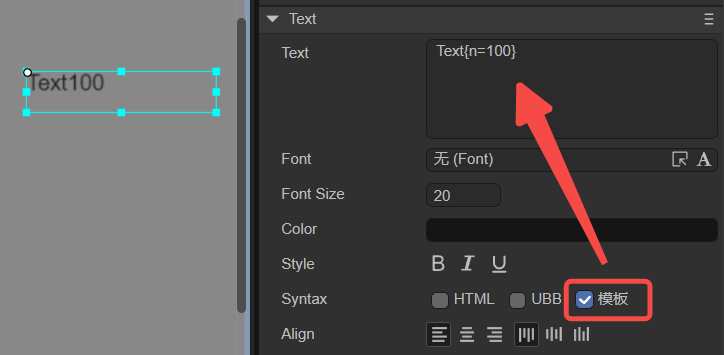 Text100
Text
Text
Text{n=100}
Font
无 (Font)
A
Font Size
20
Color
Style
B I U
Syntax
HTML
UBB
模板
Align